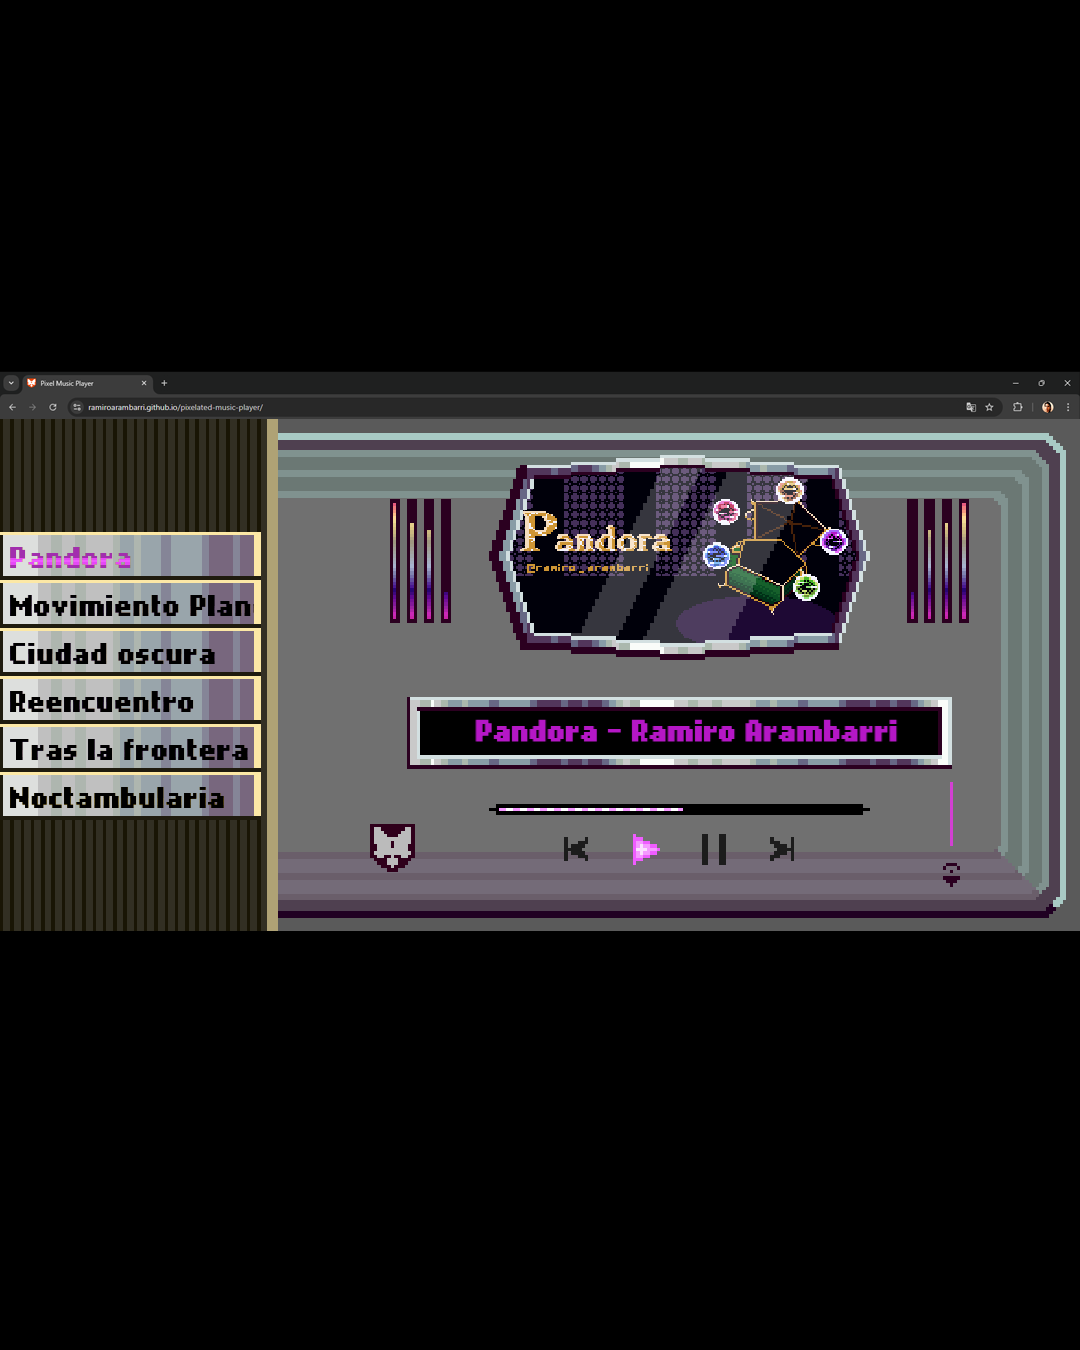 Pixel Music Player
ramiroarambarri.github.io/pixelated-music-player/
Pandora
@ramiro_arambarri
Pandora
Movimiento Plan
Ciudad oscura
Reencuentro
Tras la frontera
Noctambularia
Pandora - Ramiro Arambarri